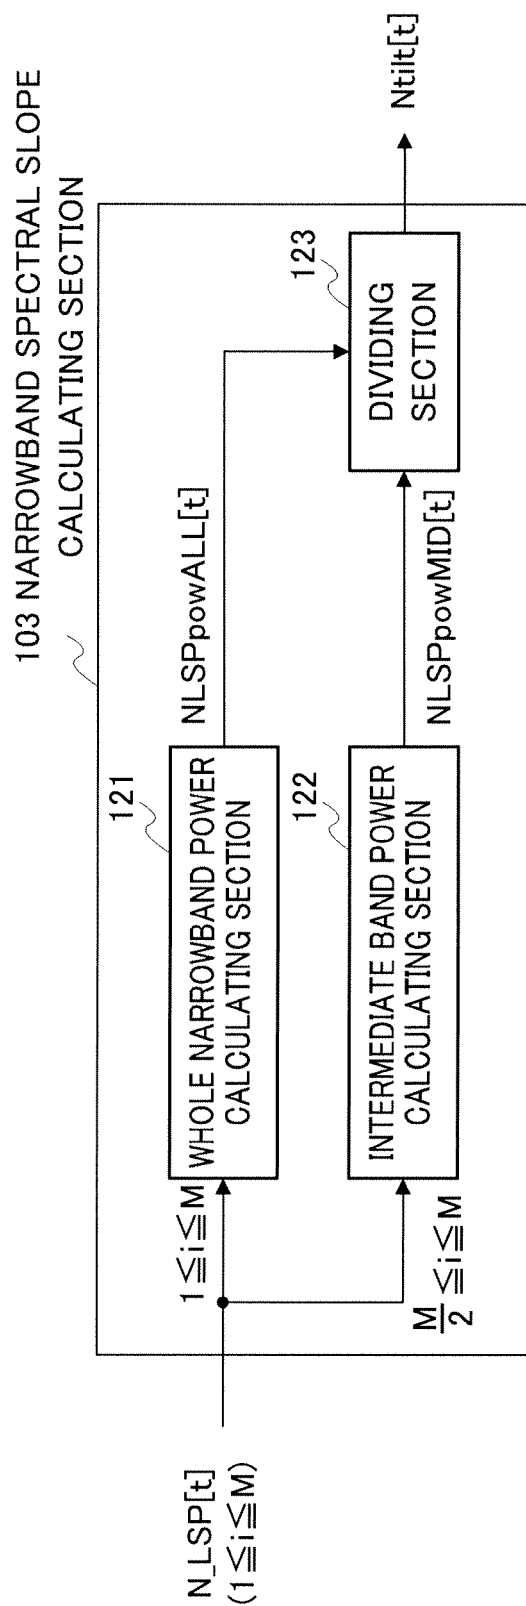 103 NARROWBAND SPECTRAL SLOPE
CALCULATING SECTION
N_LSP[t]
(1≦i≦M)
1≦i≦M
121
WHOLE NARROWBAND POWER
CALCULATING SECTION
NLSPpowALL[t]
M/2 ≦i≦M
122
INTERMEDIATE BAND POWER
CALCULATING SECTION
NLSPpowMID[t]
123
DIVIDING
SECTION
Ntilt[t]